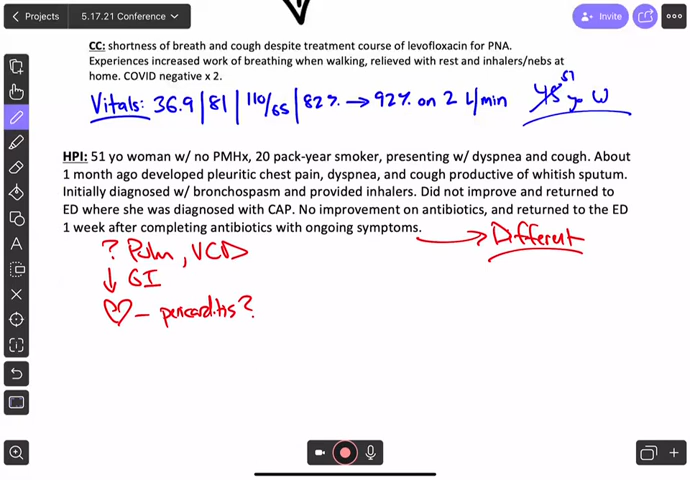 Projects
5.17.21 Conference
Invite
CC: shortness of breath and cough despite treatment course of levofloxacin for PNA.
Experiences increased work of breathing when walking, relieved with rest and inhalers/nebs at
home. COVID negative x 2.
51
Vitals: 36.9 | 81 | 110/65 | 82% → 92% on 2 L/min 45 yo W
HPI: 51 yo woman w/ no PMHx, 20 pack-year smoker, presenting w/ dyspnea and cough. About
1 month ago developed pleuritic chest pain, dyspnea, and cough productive of whitish sputum.
Initially diagnosed w/ bronchospasm and provided inhalers. Did not improve and returned to
ED where she was diagnosed with CAP. No improvement on antibiotics, and returned to the ED
1 week after completing antibiotics with ongoing symptoms. → Different
? Pulm, VCD
↓ GI
♡ – pericarditis?
A